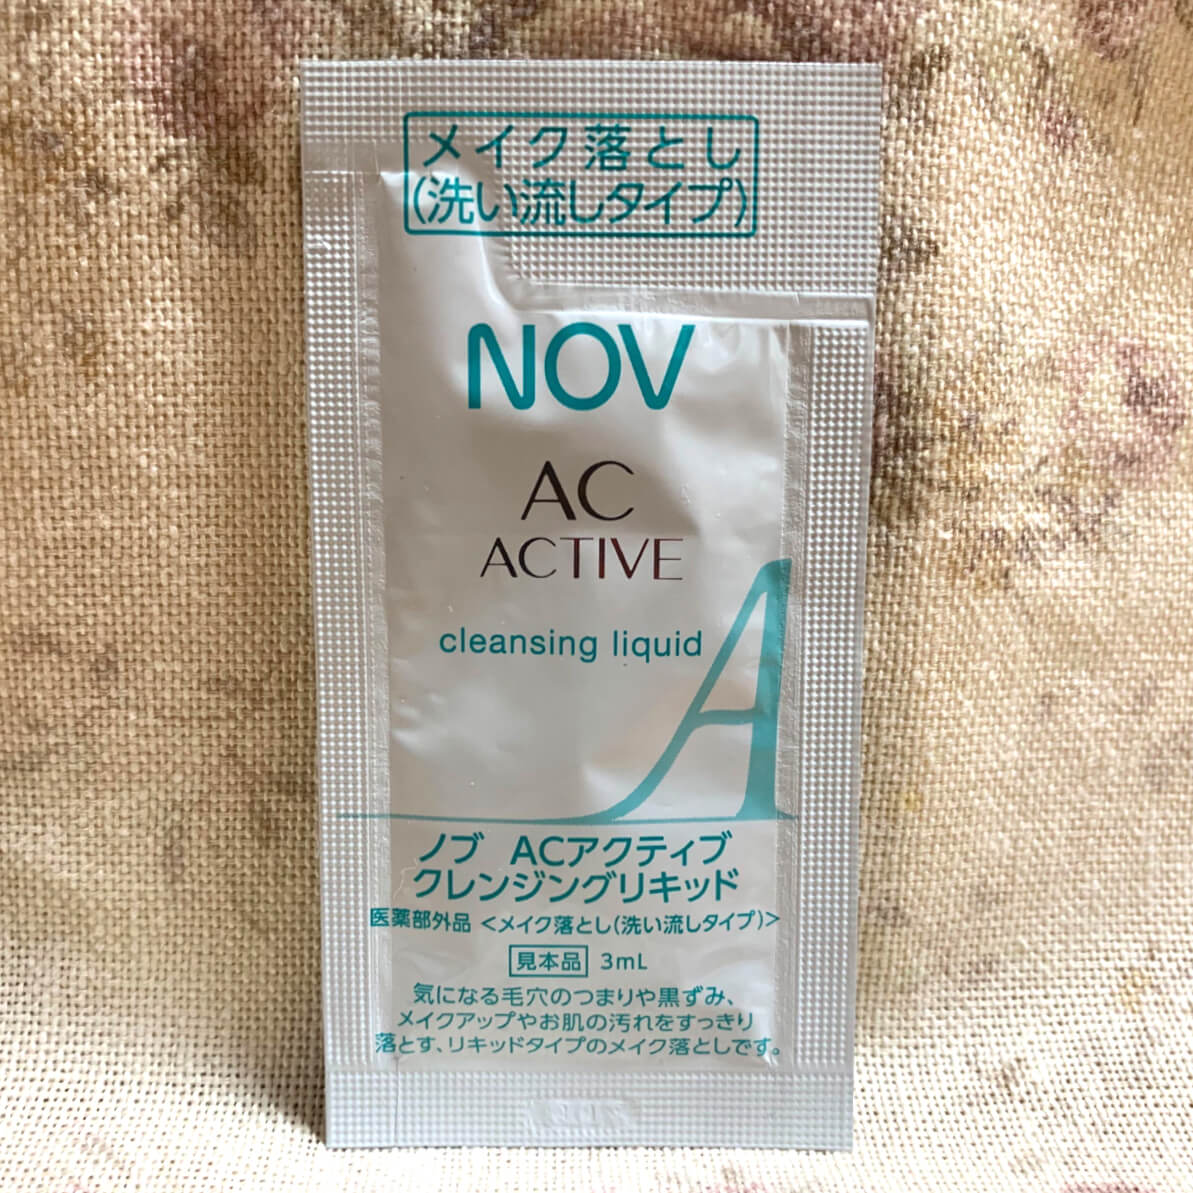 メイク落とし
(洗い流しタイプ)
NOV
AC
ACTIVE
cleansing liquid
A
ノブ ACアクティブ
クレンジングリキッド
医薬部外品 <メイク落とし(洗い流しタイプ)>
見本品 3mL
気になる毛穴のつまりや黒ずみ、
メイクアップやお肌の汚れをすっきり
落とす、リキッドタイプのメイク落としです。